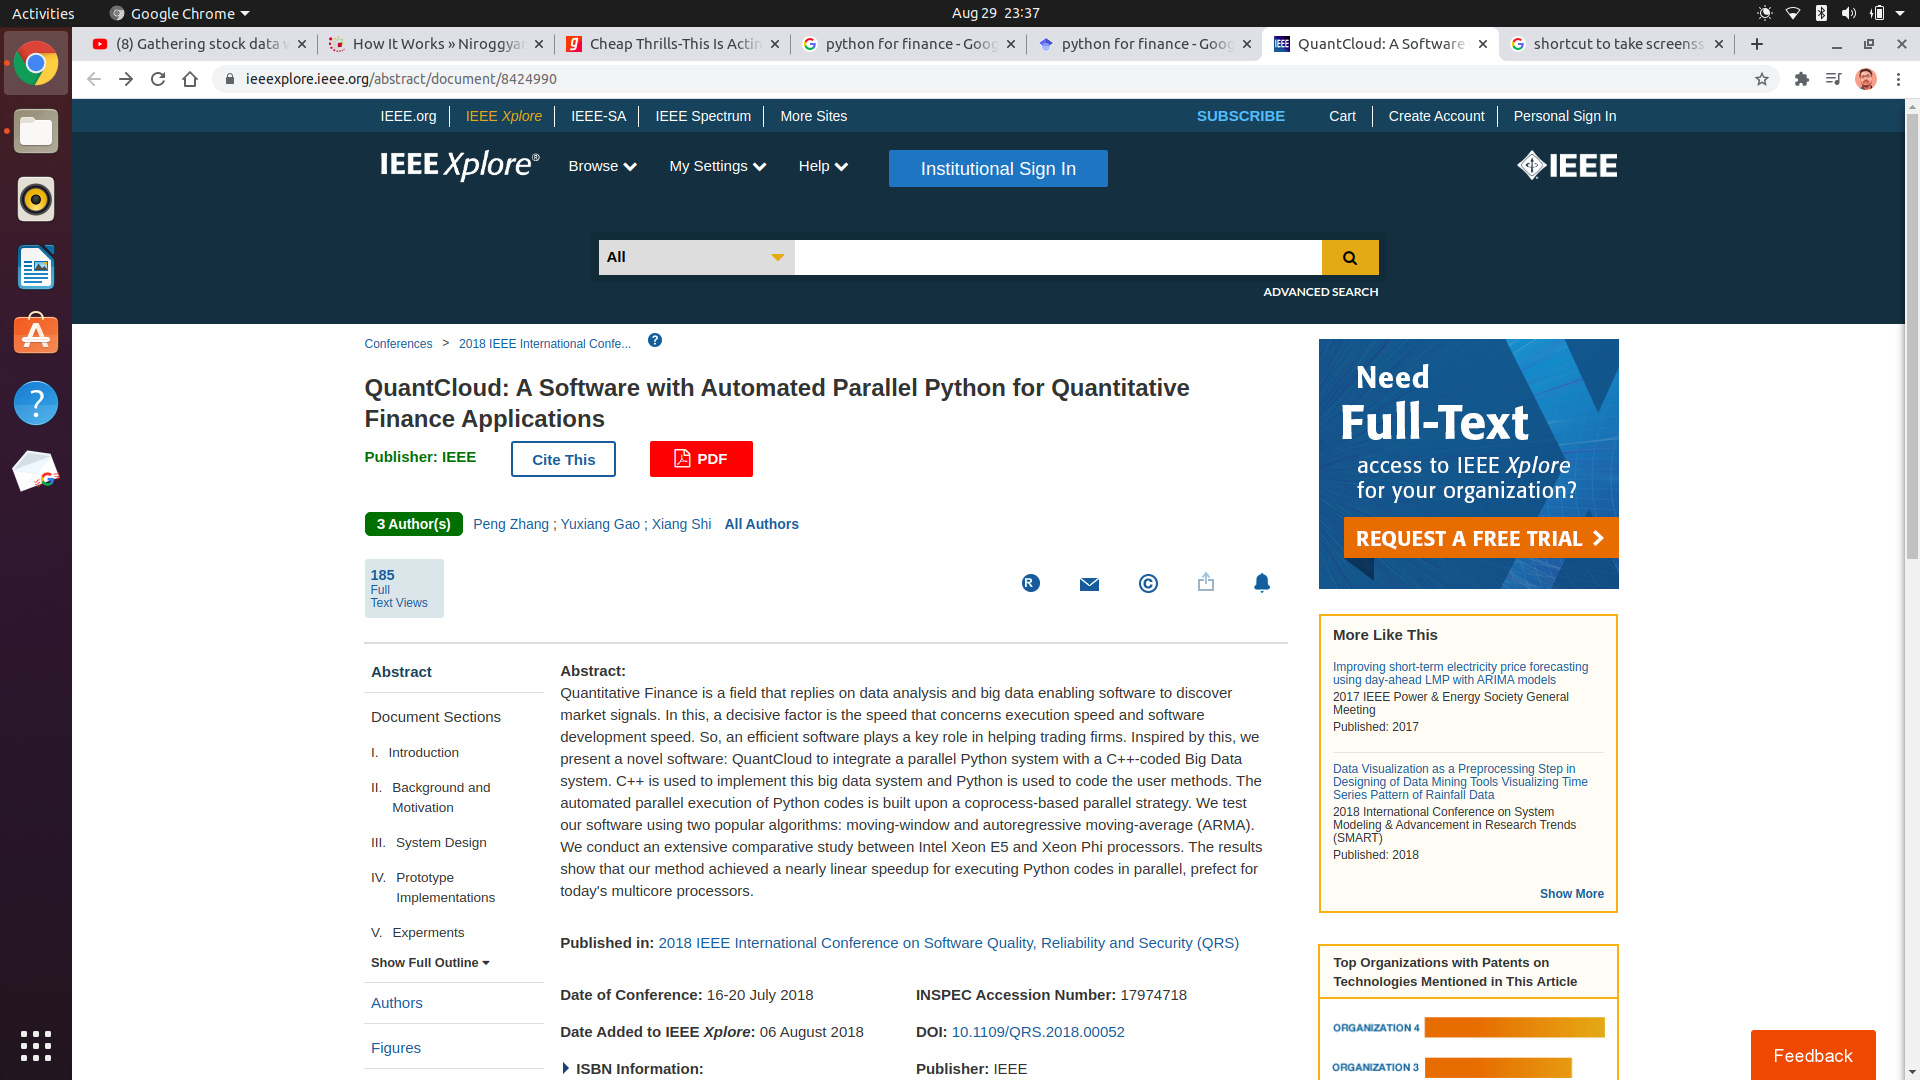 Activities
Google Chrome
Aug 29 23:37
(8) Gathering stock data
How It Works » Niroggyan
Cheap Thrills-This Is Actin
python for finance - Goog
python for finance - Goog
QuantCloud: A Software
shortcut to take screenss
ieeexplore.ieee.org/abstract/document/8424990
IEEE.org
IEEE Xplore
IEEE-SA
IEEE Spectrum
More Sites
SUBSCRIBE
Cart
Create Account
Personal Sign In
IEEE Xplore®
Browse
My Settings
Help
Institutional Sign In
IEEE
All
ADVANCED SEARCH
Conferences > 2018 IEEE International Confe...
QuantCloud: A Software with Automated Parallel Python for Quantitative
Finance Applications
Publisher: IEEE
Cite This
PDF
3 Author(s)
Peng Zhang ; Yuxiang Gao ; Xiang Shi
All Authors
185
Full
Text Views
Abstract
Document Sections
I. Introduction
II. Background and
Motivation
III. System Design
IV. Prototype
Implementations
V. Experments
Show Full Outline
Authors
Figures
Abstract:
Quantitative Finance is a field that replies on data analysis and big data enabling software to discover
market signals. In this, a decisive factor is the speed that concerns execution speed and software
development speed. So, an efficient software plays a key role in helping trading firms. Inspired by this, we
present a novel software: QuantCloud to integrate a parallel Python system with a C++-coded Big Data
system. C++ is used to implement this big data system and Python is used to code the user methods. The
automated parallel execution of Python codes is built upon a coprocess-based parallel strategy. We test
our software using two popular algorithms: moving-window and autoregressive moving-average (ARMA).
We conduct an extensive comparative study between Intel Xeon E5 and Xeon Phi processors. The results
show that our method achieved a nearly linear speedup for executing Python codes in parallel, prefect for
today's multicore processors.
Published in: 2018 IEEE International Conference on Software Quality, Reliability and Security (QRS)
Date of Conference: 16-20 July 2018
INSPEC Accession Number: 17974718
Date Added to IEEE Xplore: 06 August 2018
DOI: 10.1109/QRS.2018.00052
ISBN Information:
Publisher: IEEE
Need
Full-Text
access to IEEE Xplore
for your organization?
REQUEST A FREE TRIAL
More Like This
Improving short-term electricity price forecasting
using day-ahead LMP with ARIMA models
2017 IEEE Power & Energy Society General
Meeting
Published: 2017
Data Visualization as a Preprocessing Step in
Designing of Data Mining Tools Visualizing Time
Series Pattern of Rainfall Data
2018 International Conference on System
Modeling & Advancement in Research Trends
(SMART)
Published: 2018
Show More
Top Organizations with Patents on
Technologies Mentioned in This Article
ORGANIZATION 4
ORGANIZATION 3
Feedback